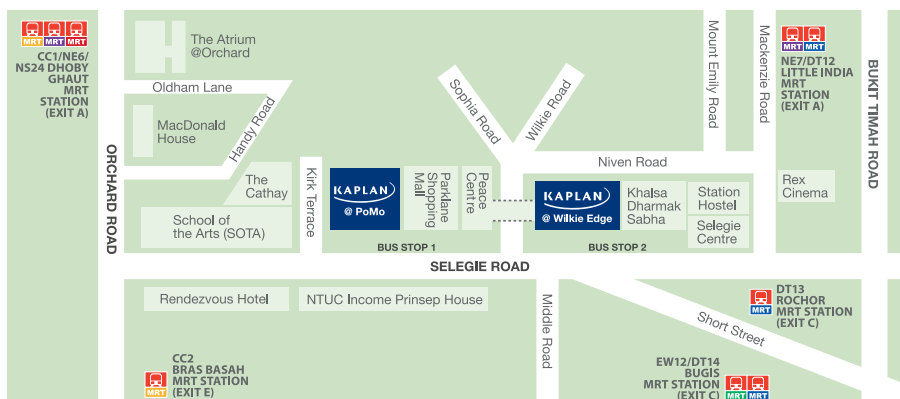 MRT MRT MRT
CC1/NE6/
NS24 DHOBY
GHAUT
MRT
STATION
(EXIT A)
The Atrium
@Orchard
Oldham Lane
MacDonald
House
Handy Road
ORCHARD ROAD
The
Cathay
School of
the Arts (SOTA)
Kirk Terrace
KAPLAN
@ PoMo
Parklane
Shopping
Mall
Peace
Centre
Sophia Road
Wilkie Road
KAPLAN
@ Wilkie Edge
Khalsa
Dharmak
Sabha
Station
Hostel
Selegie
Centre
Niven Road
Mount Emily Road
Mackenzie Road
MRT MRT
NE7/DT12
LITTLE INDIA
MRT
STATION
(EXIT A)
BUKIT TIMAH ROAD
Rex
Cinema
BUS STOP 1
BUS STOP 2
SELEGIE ROAD
Rendezvous Hotel
NTUC Income Prinsep House
Middle Road
Short Street
MRT
DT13
ROCHOR
MRT STATION
(EXIT C)
MRT
CC2
BRAS BASAH
MRT STATION
(EXIT E)
EW12/DT14
BUGIS
MRT STATION
(EXIT C)
MRT MRT